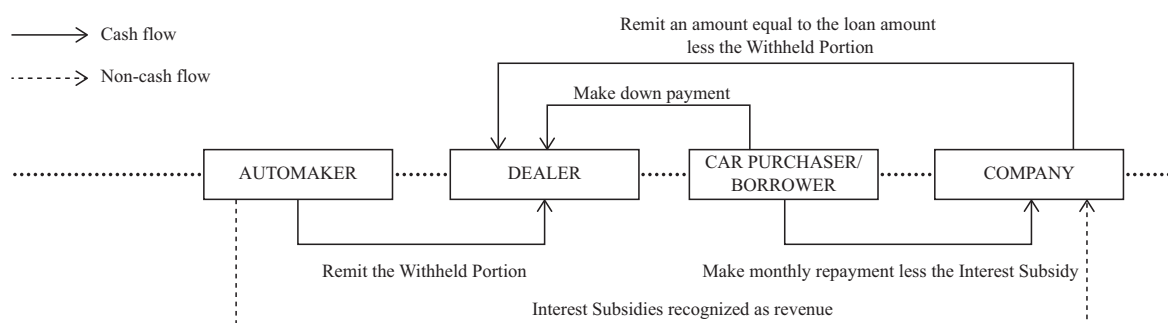 Remit an amount equal to the loan amount
less the Withheld Portion
Cash flow
Non-cash flow
Make down payment
AUTOMAKER
DEALER
CAR PURCHASER/
BORROWER
COMPANY
Remit the Withheld Portion
Make monthly repayment less the Interest Subsidy
Interest Subsidies recognized as revenue